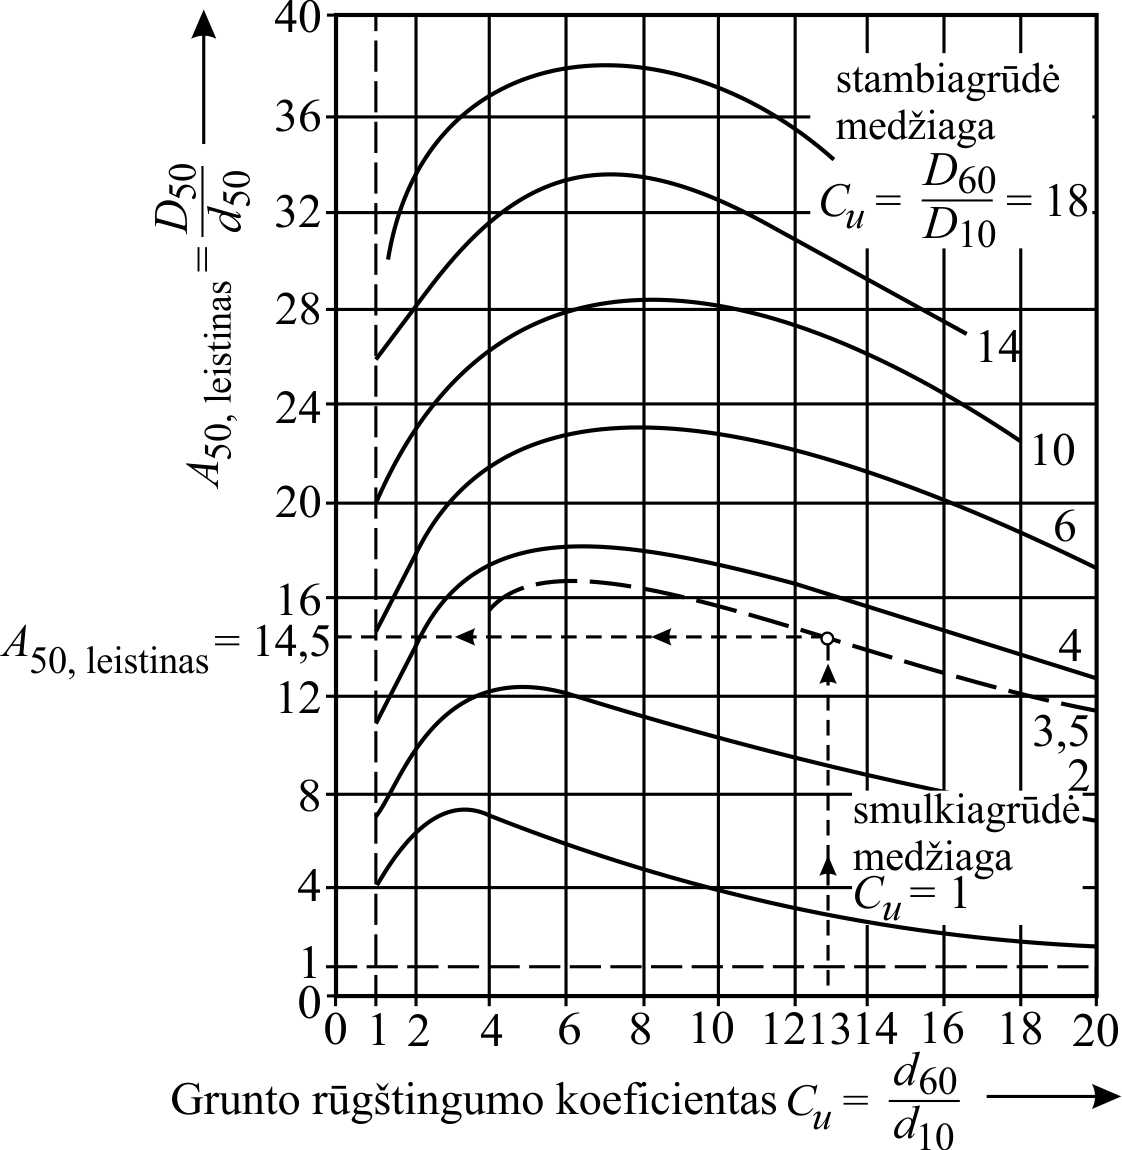 40
36
32
28
24
20
16
12
8
4
1
0
A50, leistinas = D50/d50
A50, leistinas = 14,5
stambiagrūdė
medžiaga
Cu = D60/D10 = 18
14
10
6
4
3,5
2
smulkiagrūdė
medžiaga
Cu = 1
0 1 2 4 6 8 10 12 13 14 16 18 20
Grunto rūgštingumo koeficientas Cu = d60/d10